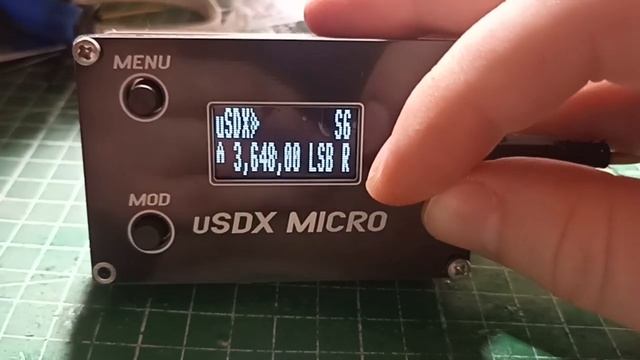 MENU
uSDX> S6
A 3,648,00 LSB R
MOD
uSDX MICRO